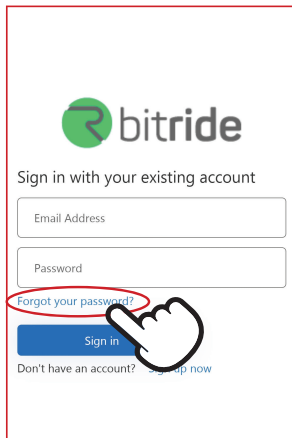 bitride
Sign in with your existing account
Email Address
Password
Forgot your password?
Sign in
Don't have an account? up now